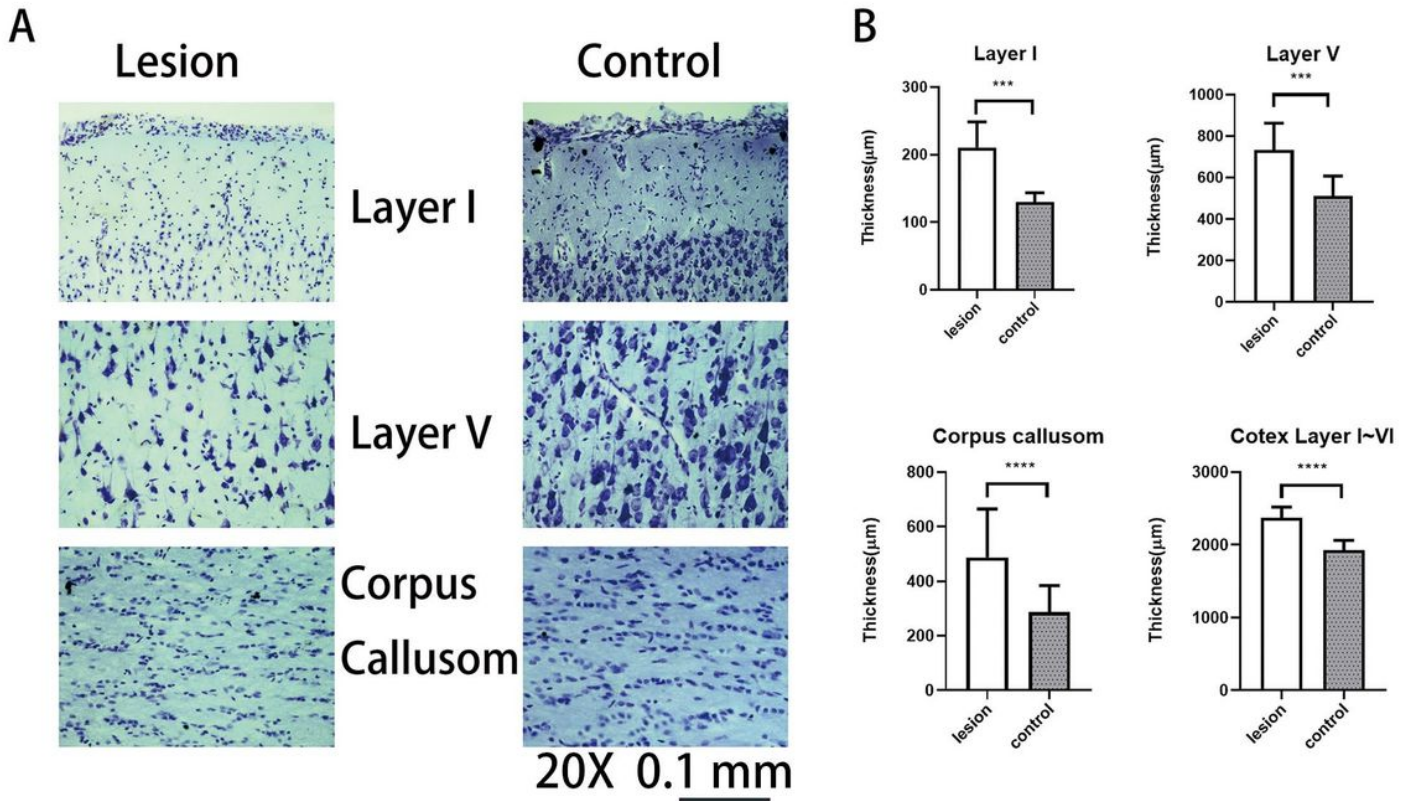 A
Lesion
Control
Layer I
Layer V
Corpus
Callusom
20X 0.1 mm
B
Layer I
***
Thickness(μm)
300
200
100
0
lesion
control
Layer V
***
Thickness(μm)
1000
800
600
400
200
0
lesion
control
Corpus callusom
****
Thickness(μm)
800
600
400
200
0
lesion
control
Cotex Layer I~VI
****
Thickness(μm)
3000
2000
1000
0
lesion
control